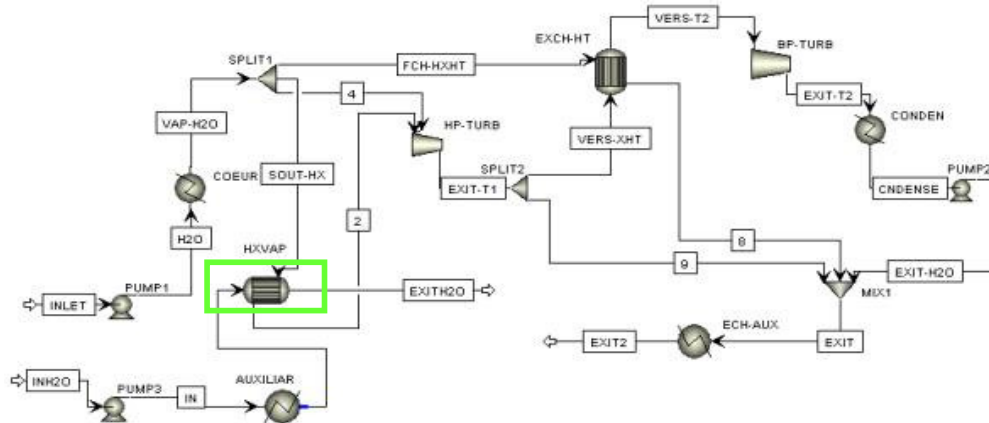 VERS-T2
EXCH-HT
BP-TURB
SPLIT1
FCH-HXHT
4
EXIT-T2
VAP-H2O
HP-TURB
CONDEN
VERS-XHT
COEUR
SOUT-HX
SPLIT2
PUMP2
EXIT-T1
CNDENSE
2
H2O
8
HXVAP
9
EXIT-H2O
PUMP1
EXITH2O
MIX1
INLET
ECH-AUX
EXIT2
EXIT
AUXILIAR
INH2O
PUMP3
IN